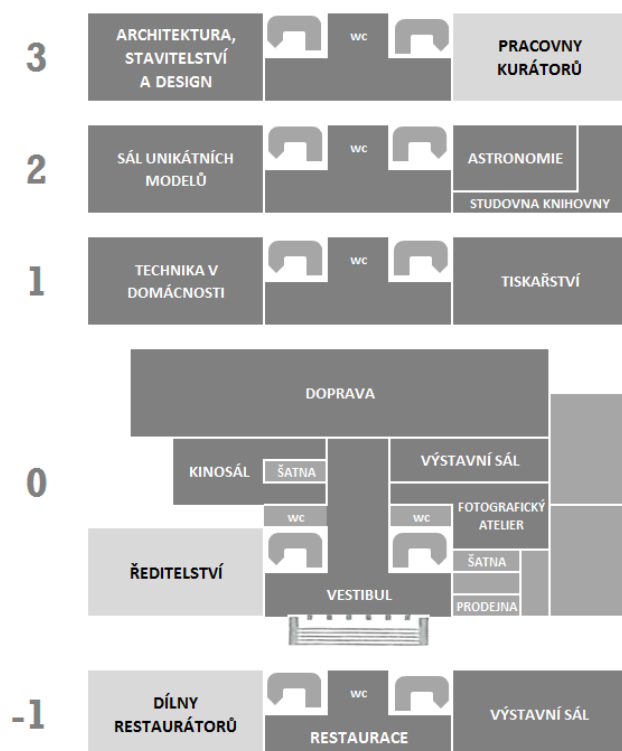 3
ARCHITEKTURA,
STAVITELSTVÍ
A DESIGN
WC
PRACOVNY
KURÁTORŮ
2
SÁL UNIKÁTNÍCH
MODELŮ
WC
ASTRONOMIE
STUDOVNA KNIHOVNY
1
TECHNIKA V
DOMÁCNOSTI
WC
TISKAŘSTVÍ
0
DOPRAVA
KINOSÁL
ŠATNA
VÝSTAVNÍ SÁL
WC
WC
FOTOGRAFICKÝ
ATELIER
ŘEDITELSTVÍ
ŠATNA
VESTIBUL
PRODEJNA
-1
DÍLNY
RESTAURÁTORŮ
WC
RESTAURACE
VÝSTAVNÍ SÁL